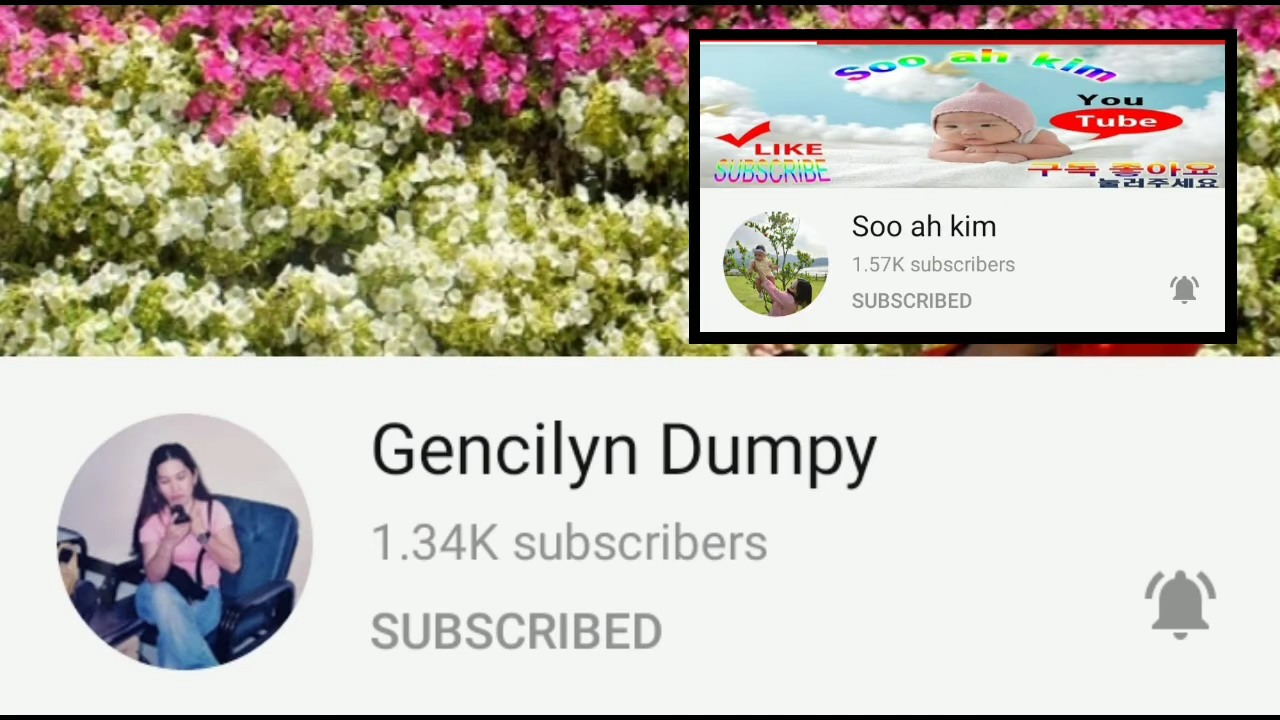 Soo ah kim
You
Tube
LIKE
SUBSCRIBE
구독 좋아요
눌러주세요
Soo ah kim
1.57K subscribers
SUBSCRIBED
Gencilyn Dumpy
1.34K subscribers
SUBSCRIBED